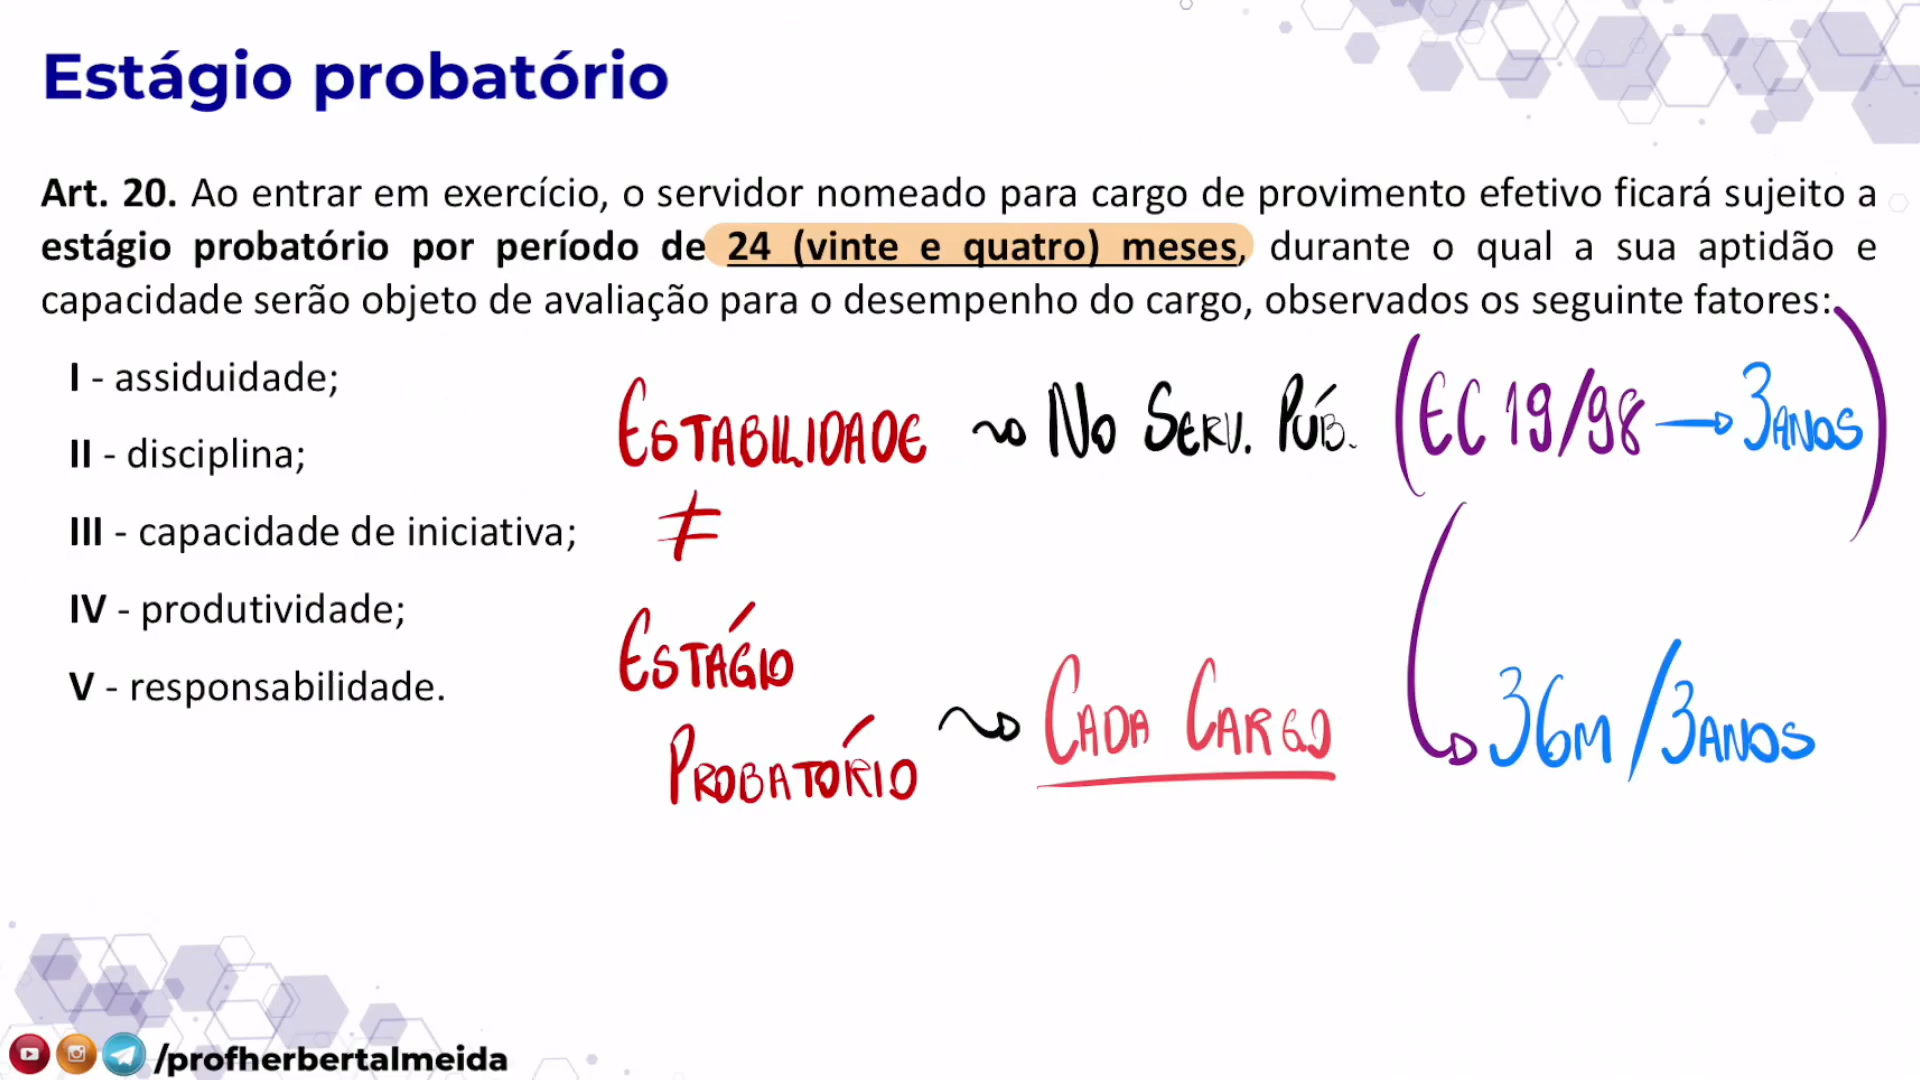 Estágio probatório
Art. 20. Ao entrar em exercício, o servidor nomeado para cargo de provimento efetivo ficará sujeito a
estágio probatório por período de 24 (vinte e quatro) meses, durante o qual a sua aptidão e
capacidade serão objeto de avaliação para o desempenho do cargo, observados os seguinte fatores:
I - assiduidade;
II - disciplina;
III - capacidade de iniciativa;
IV - produtividade;
V - responsabilidade.
ESTABILIDADE → NO SERV. PÚB. (EC 19/98 → 3 ANOS)
≠
ESTÁGIO
PROBATÓRIO → CADA CARGO → 36M/3ANOS
/profherbertalmeida